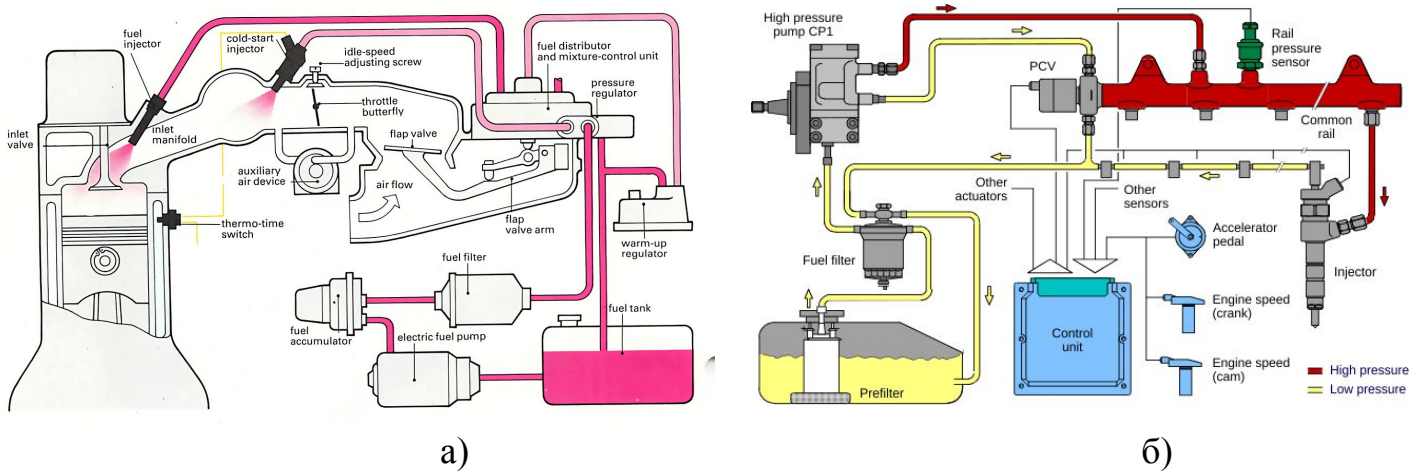 fuel
injector
cold-start
injector
idle-speed
adjusting screw
fuel distributor
and mixture-control unit
pressure
regulator
inlet
valve
inlet
manifold
throttle
butterfly
flap valve
auxiliary
air device
air flow
flap
valve arm
thermo-time
switch
warm-up
regulator
fuel filter
fuel
accumulator
electric fuel pump
fuel tank
а)
High pressure
pump CP1
PCV
Rail
pressure
sensor
Common
rail
Other
actuators
Other
sensors
Accelerator
pedal
Fuel filter
Injector
Engine speed
(crank)
Control
unit
Engine speed
(cam)
Prefilter
High pressure
Low pressure
б)